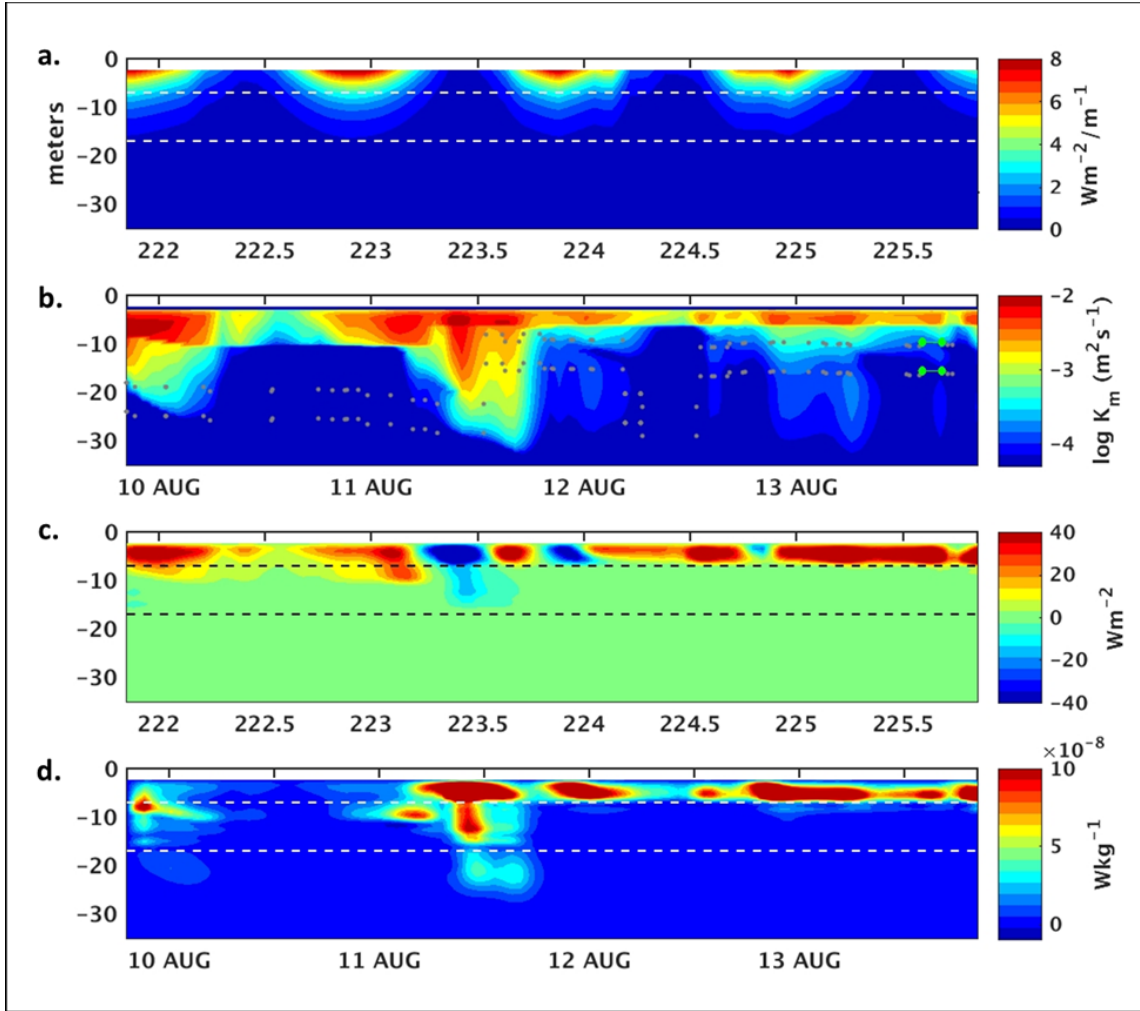 a.
0
-10
-20
-30
meters
222 222.5 223 223.5 224 224.5 225 225.5
8
6
4
2
0
Wm⁻²/m⁻¹
b.
0
-10
-20
-30
10 AUG 11 AUG 12 AUG 13 AUG
-2
-3
-4
log Kₘ (m² s⁻¹)
c.
0
-10
-20
-30
222 222.5 223 223.5 224 224.5 225 225.5
40
20
0
-20
-40
Wm⁻²
d.
0
-10
-20
-30
10 AUG 11 AUG 12 AUG 13 AUG
×10⁻⁸
10
5
0
Wkg⁻¹